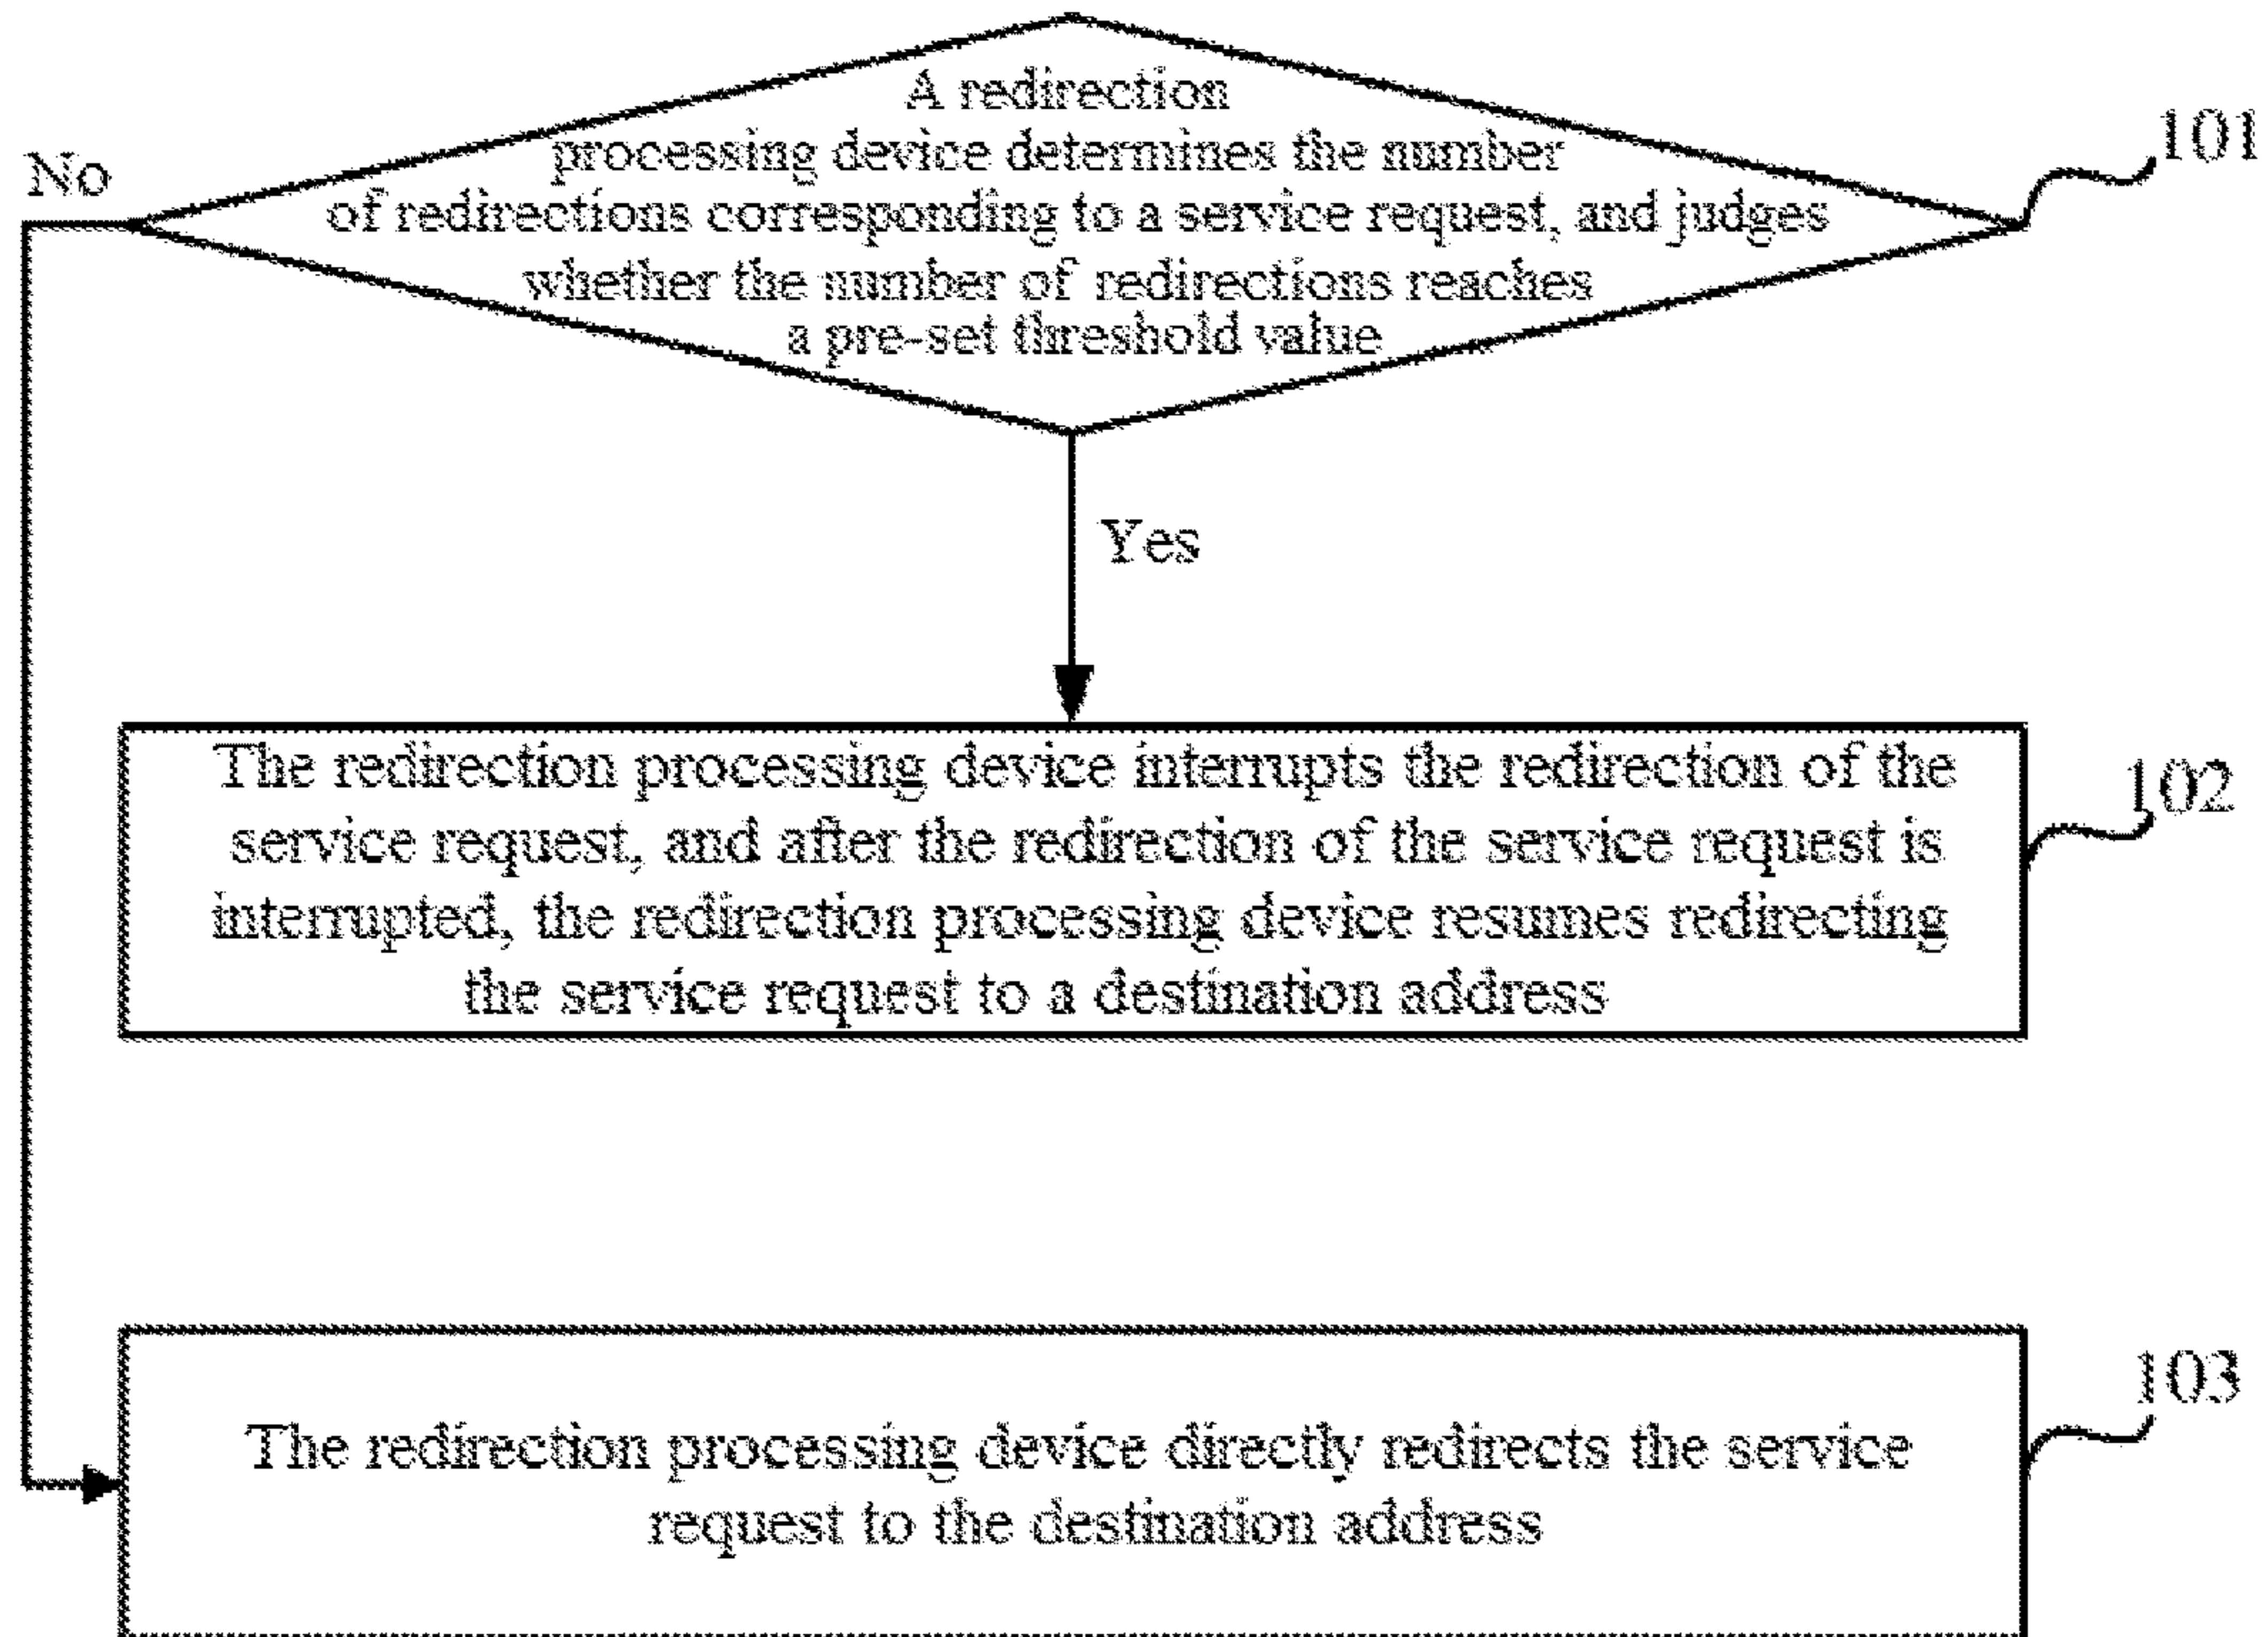 A redirection
processing device determines the number
of redirections corresponding to a service request, and judges
whether the number of redirections reaches
a pre-set threshold value
101
No
Yes
The redirection processing device interrupts the redirection of the
service request, and after the redirection of the service request is
interrupted, the redirection processing device resumes redirecting
the service request to a destination address
102
The redirection processing device directly redirects the service
request to the destination address
103